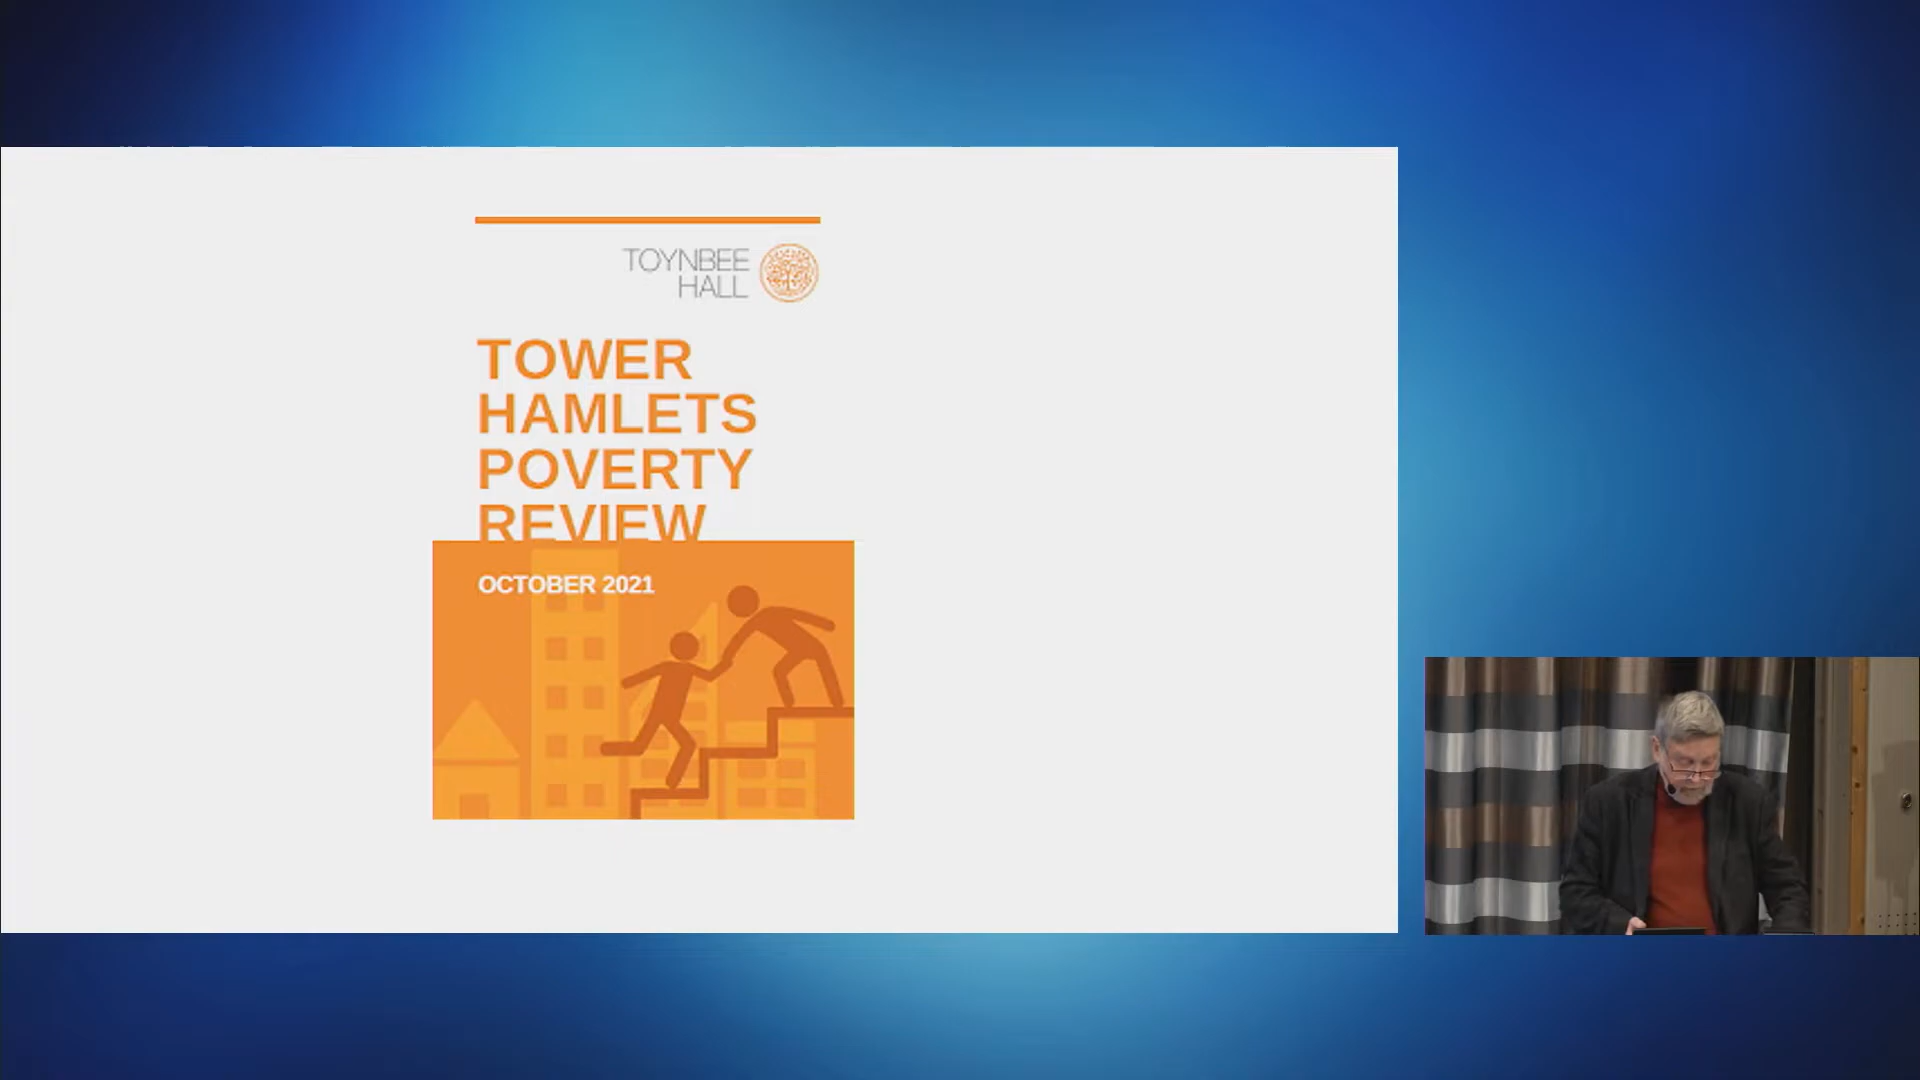 TOYNBEE
HALL
TOWER
HAMLETS
POVERTY
REVIEW
OCTOBER 2021